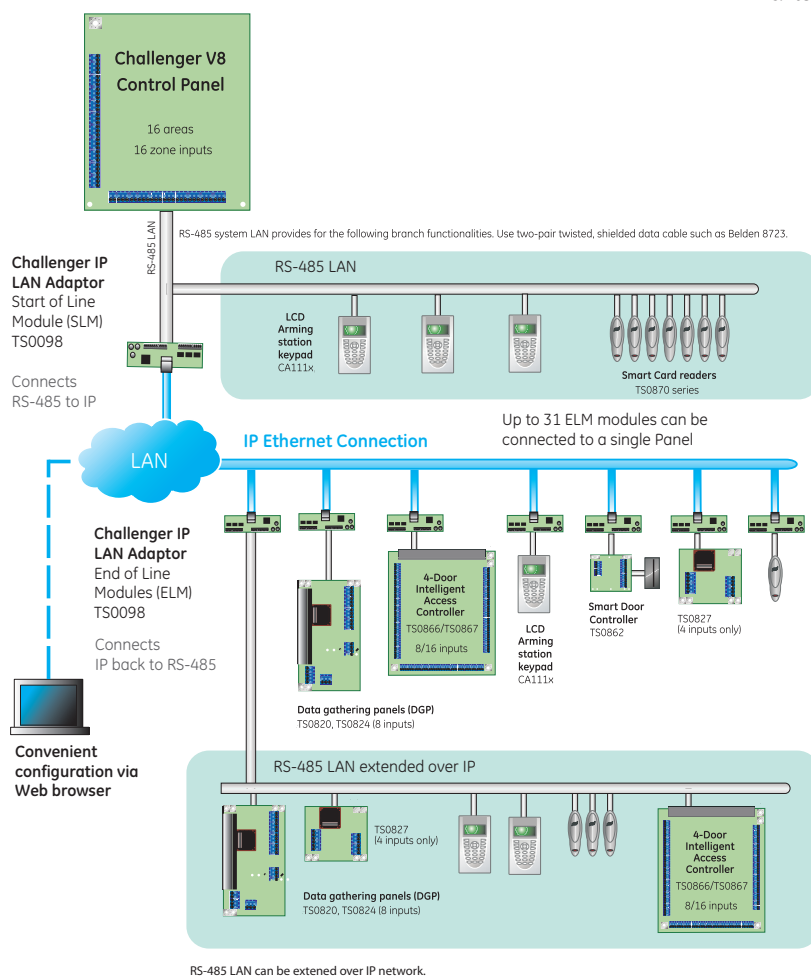 Challenger V8
Control Panel
16 areas
16 zone inputs
RS-485 LAN
RS-485 system LAN provides for the following branch functionalities. Use two-pair twisted, shielded data cable such as Belden 8723.
Challenger IP
LAN Adaptor
Start of Line
Module (SLM)
TS0098
Connects
RS-485 to IP
RS-485 LAN
LCD
Arming
station
keypad
CA111x
Smart Card readers
TS0870 series
Up to 31 ELM modules can be
connected to a single Panel
IP Ethernet Connection
LAN
Challenger IP
LAN Adaptor
End of Line
Modules (ELM)
TS0098
Connects
IP back to RS-485
4-Door
Intelligent
Access
Controller
TS0866/TS0867
8/16 inputs
LCD
Arming
station
keypad
CA111x
Smart Door
Controller
TS0862
TS0827
(4 inputs only)
Data gathering panels (DGP)
TS0820, TS0824 (8 inputs)
Convenient
configuration via
Web browser
RS-485 LAN extended over IP
TS0827
(4 inputs only)
Data gathering panels (DGP)
TS0820, TS0824 (8 inputs)
4-Door
Intelligent
Access
Controller
TS0866/TS0867
8/16 inputs
RS-485 LAN can be extened over IP network.